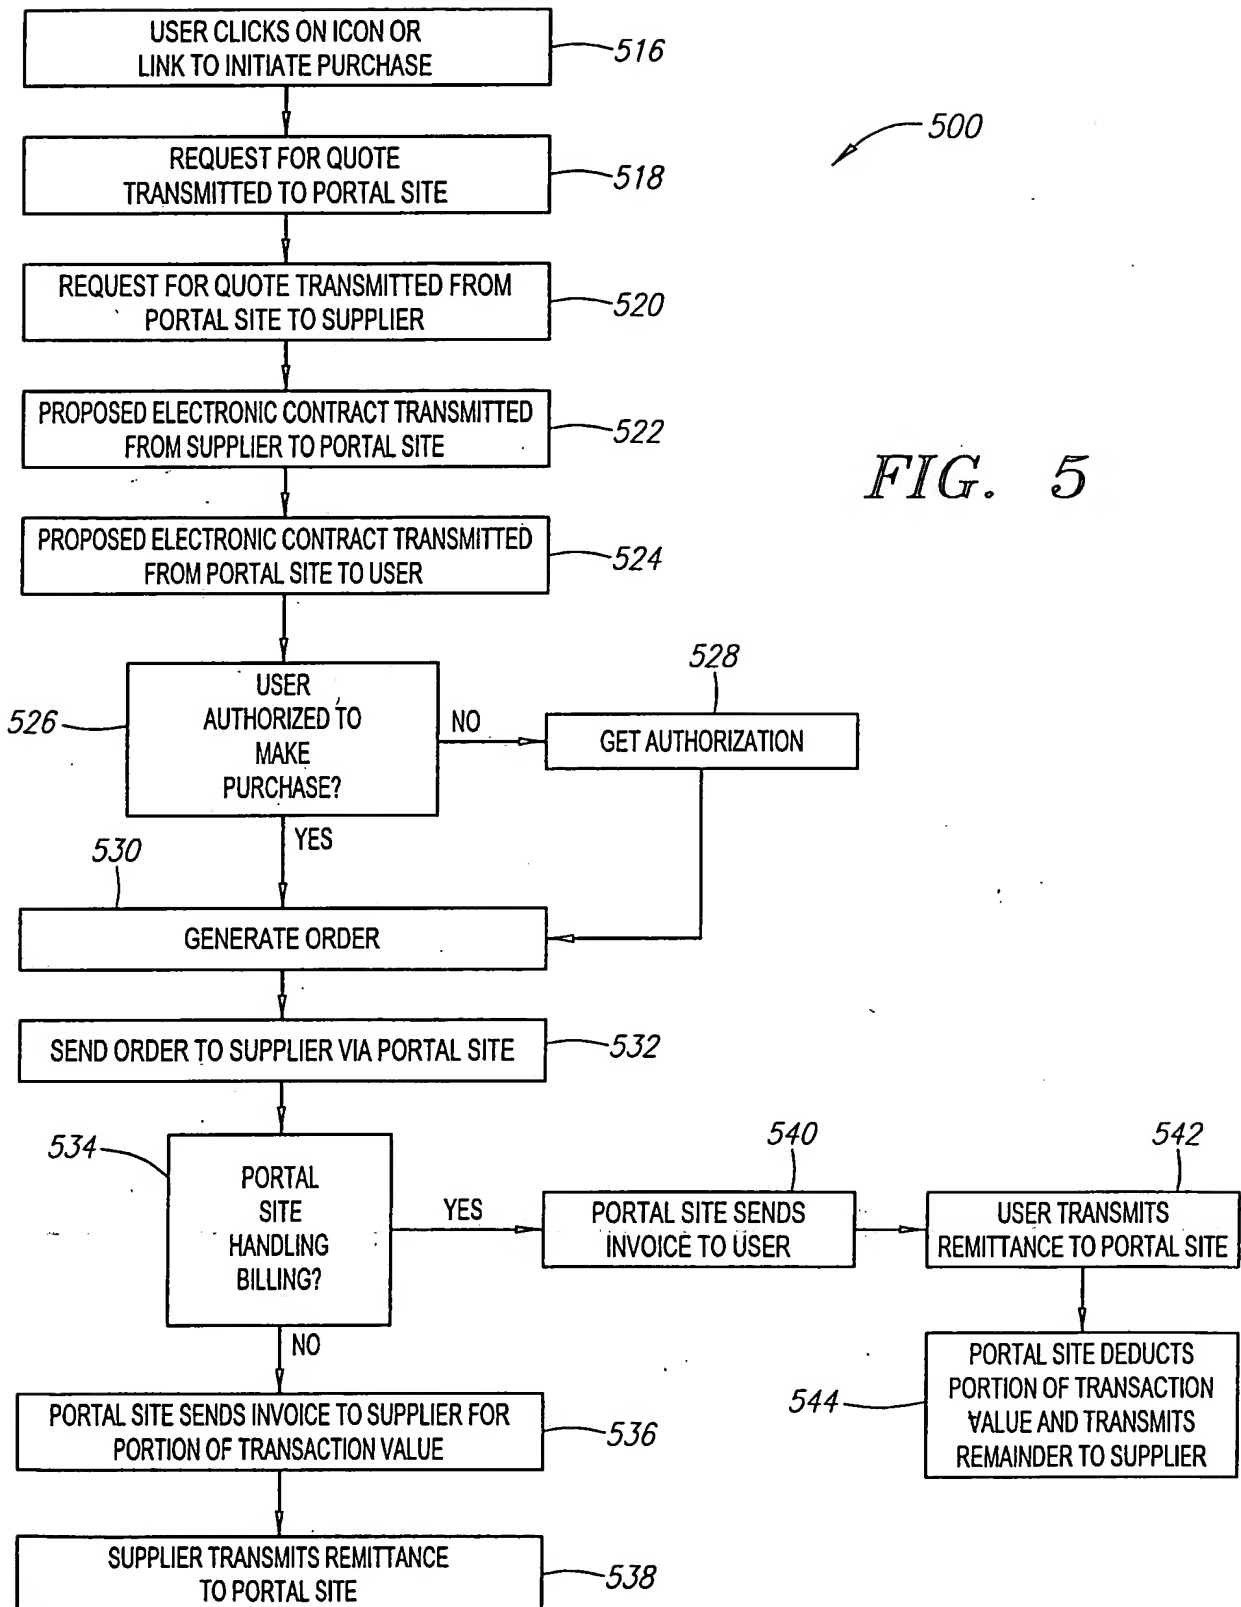 USER CLICKS ON ICON OR
LINK TO INITIATE PURCHASE
516
500
REQUEST FOR QUOTE
TRANSMITTED TO PORTAL SITE
518
REQUEST FOR QUOTE TRANSMITTED FROM
PORTAL SITE TO SUPPLIER
520
PROPOSED ELECTRONIC CONTRACT TRANSMITTED
FROM SUPPLIER TO PORTAL SITE
522
FIG. 5
PROPOSED ELECTRONIC CONTRACT TRANSMITTED
FROM PORTAL SITE TO USER
524
526
USER
AUTHORIZED TO
MAKE
PURCHASE?
NO
528
GET AUTHORIZATION
YES
530
GENERATE ORDER
SEND ORDER TO SUPPLIER VIA PORTAL SITE
532
534
PORTAL
SITE
HANDLING
BILLING?
YES
540
PORTAL SITE SENDS
INVOICE TO USER
542
USER TRANSMITS
REMITTANCE TO PORTAL SITE
NO
544
PORTAL SITE DEDUCTS
PORTION OF TRANSACTION
VALUE AND TRANSMITS
REMAINDER TO SUPPLIER
PORTAL SITE SENDS INVOICE TO SUPPLIER FOR
PORTION OF TRANSACTION VALUE
536
SUPPLIER TRANSMITS REMITTANCE
TO PORTAL SITE
538